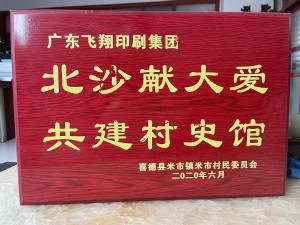 广东飞翔印刷集团
北沙献大爱
共建村史馆
喜德县米市镇米市村民委员会
二〇二〇年六月